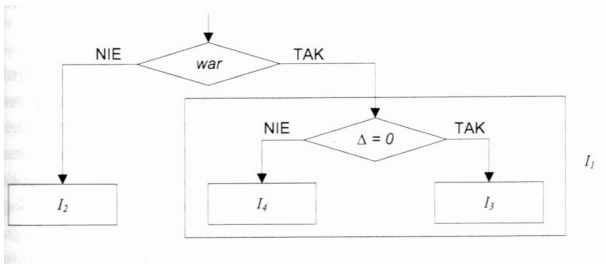 NIE war TAK
NIE Δ = 0 TAK
I₁
I₂ I₄ I₃